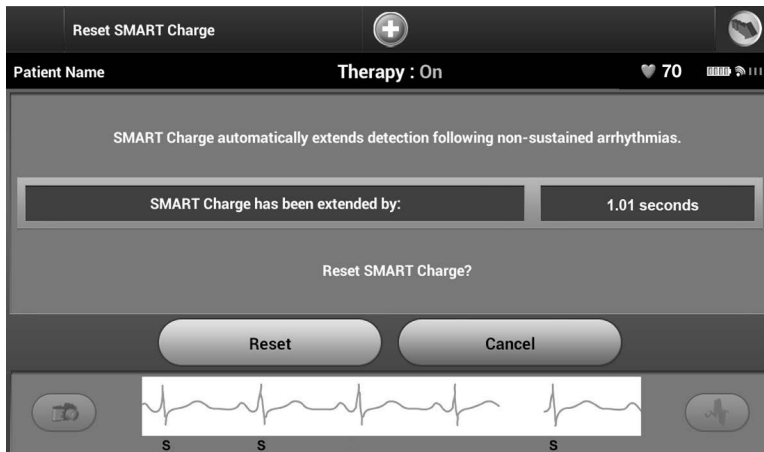 Reset SMART Charge
Patient Name
Therapy : On
70
SMART Charge automatically extends detection following non-sustained arrhythmias.
SMART Charge has been extended by:
1.01 seconds
Reset SMART Charge?
Reset
Cancel
S
S
S